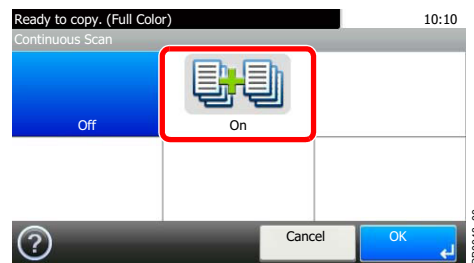 Ready to copy. (Full Color) 10:10
Continuous Scan
Off On
?
Cancel OK